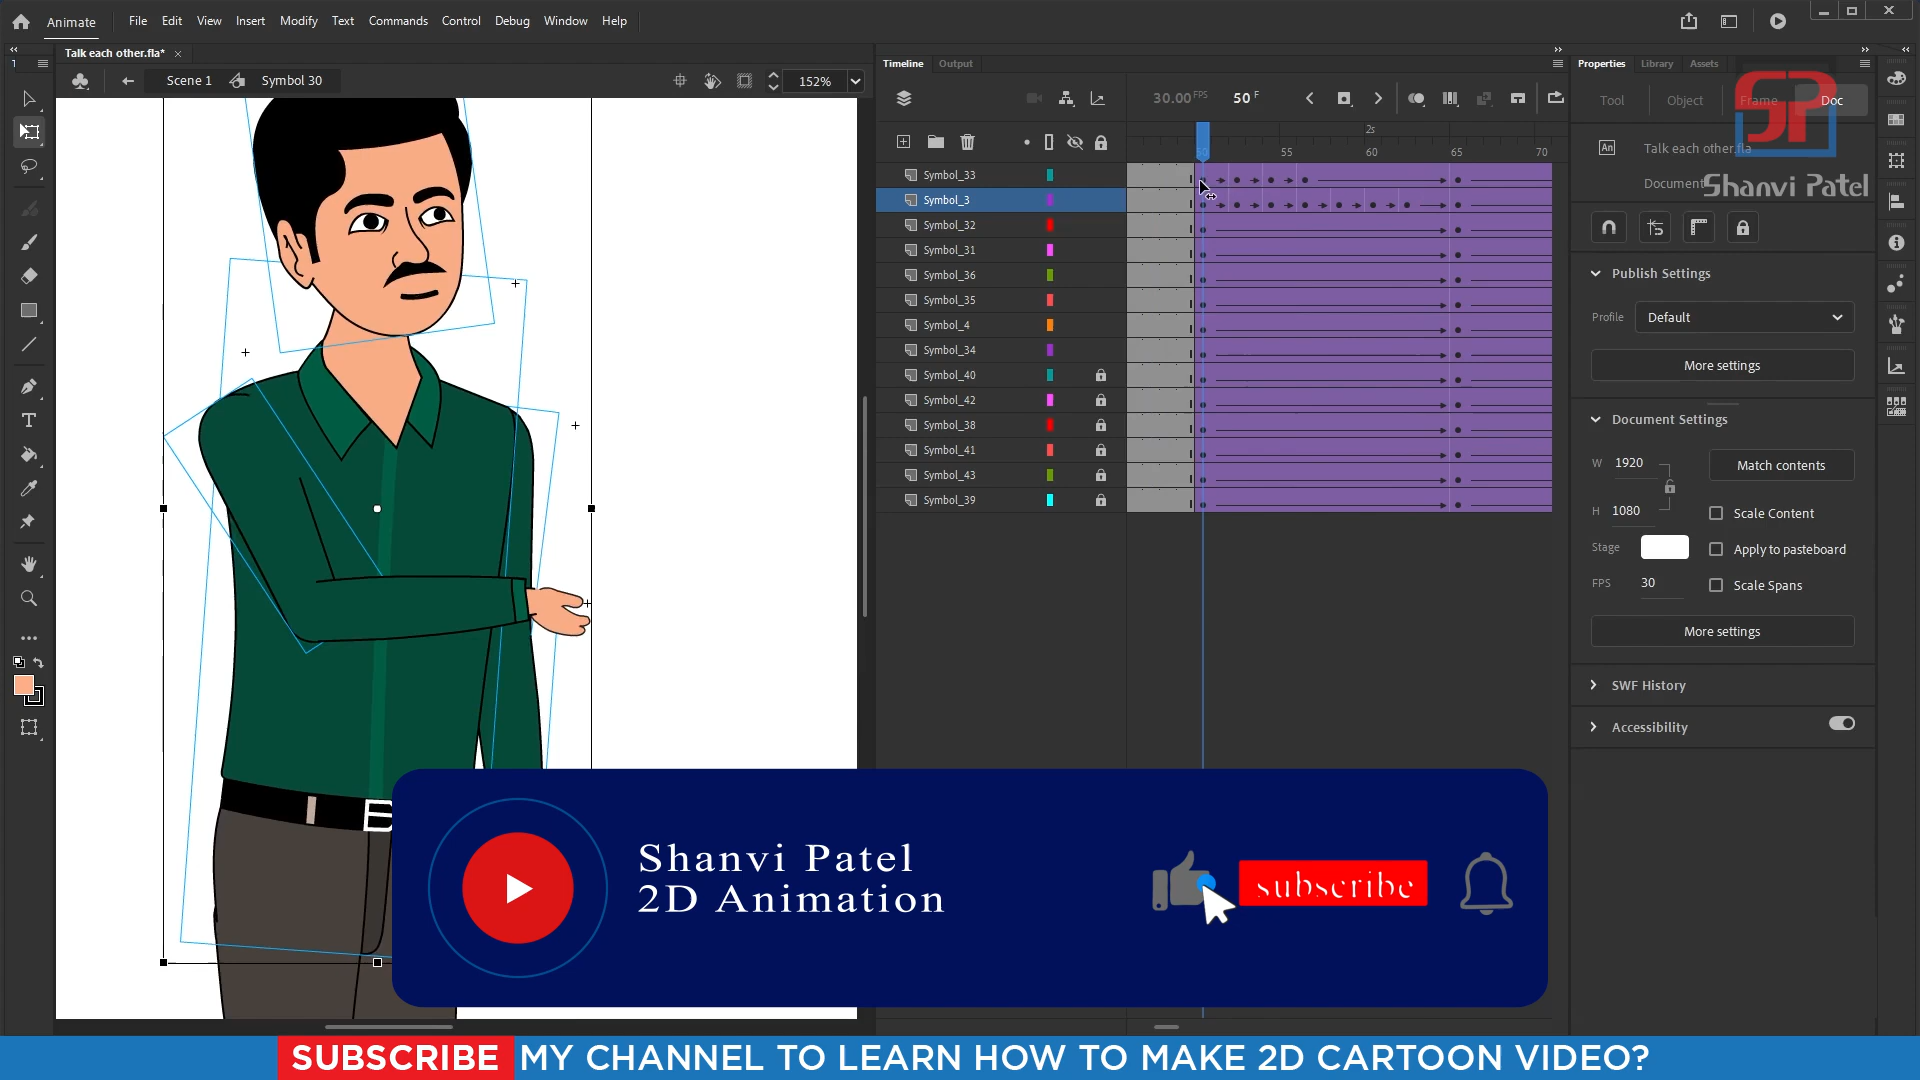 Animate File Edit View Insert Modify Text Commands Control Debug Window Help
Talk each other.fla* ×
Scene 1 Symbol 30 152%
Timeline Output
30.00 FPS 50 F
2s
50 55 60 65 70
Symbol_33
Symbol_3
Symbol_32
Symbol_31
Symbol_36
Symbol_35
Symbol_4
Symbol_34
Symbol_40
Symbol_42
Symbol_38
Symbol_41
Symbol_43
Symbol_39
Properties Library Assets
Tool Object Frame Doc
An Talk each other.fla
Document
SP
Shanvi Patel
Publish Settings
Profile Default
More settings
Document Settings
W 1920 Match contents
H 1080 Scale Content
Stage Apply to pasteboard
FPS 30 Scale Spans
More settings
SWF History
Accessibility
Shanvi Patel
2D Animation
subscribe
SUBSCRIBE MY CHANNEL TO LEARN HOW TO MAKE 2D CARTOON VIDEO?